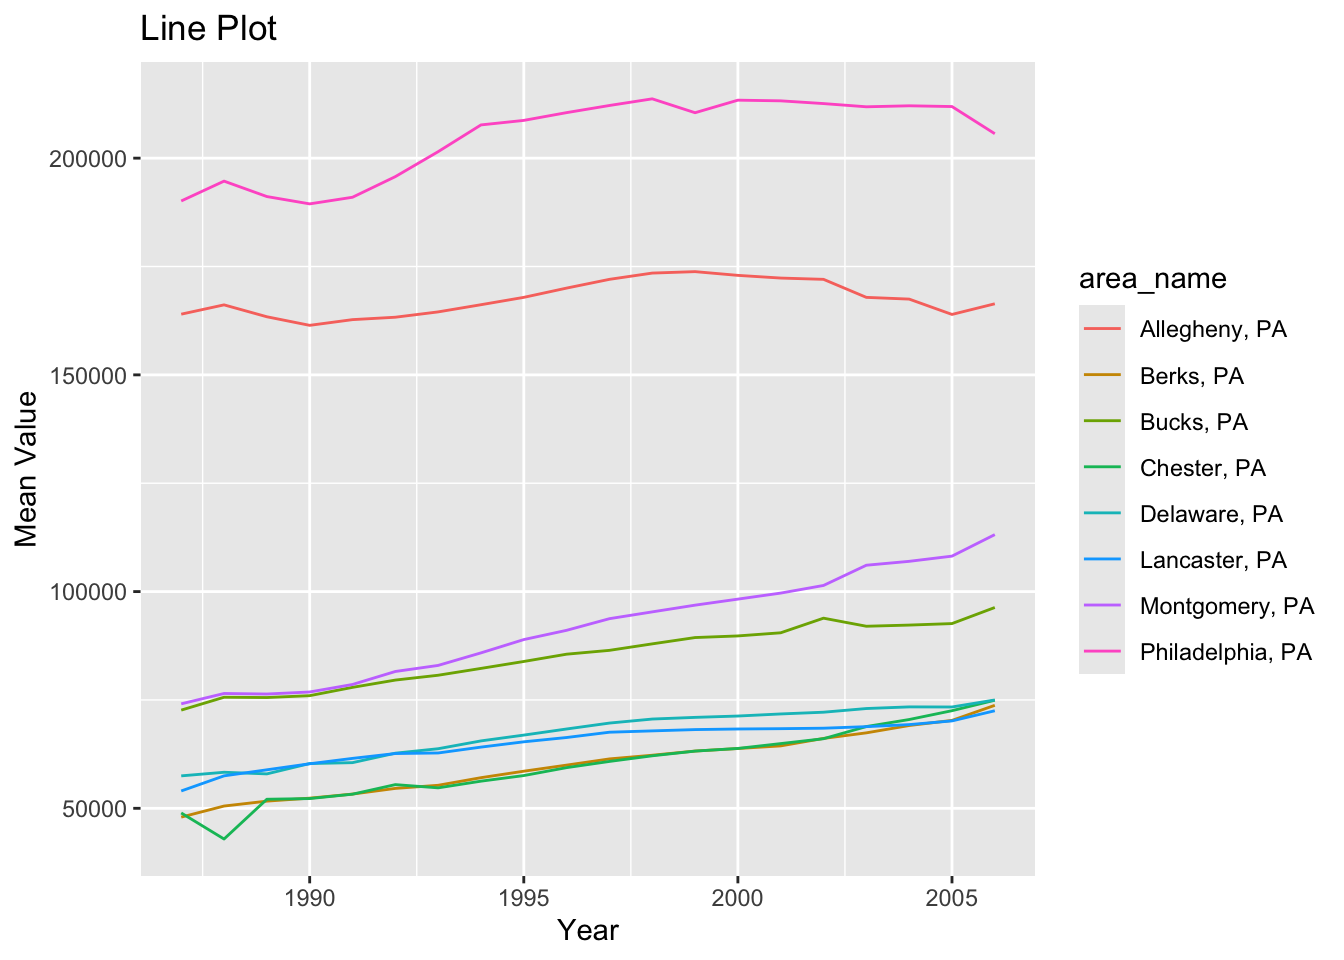 Line Plot
200000
150000
100000
50000
Mean Value
1990 1995 2000 2005
Year
area_name
Allegheny, PA
Berks, PA
Bucks, PA
Chester, PA
Delaware, PA
Lancaster, PA
Montgomery, PA
Philadelphia, PA